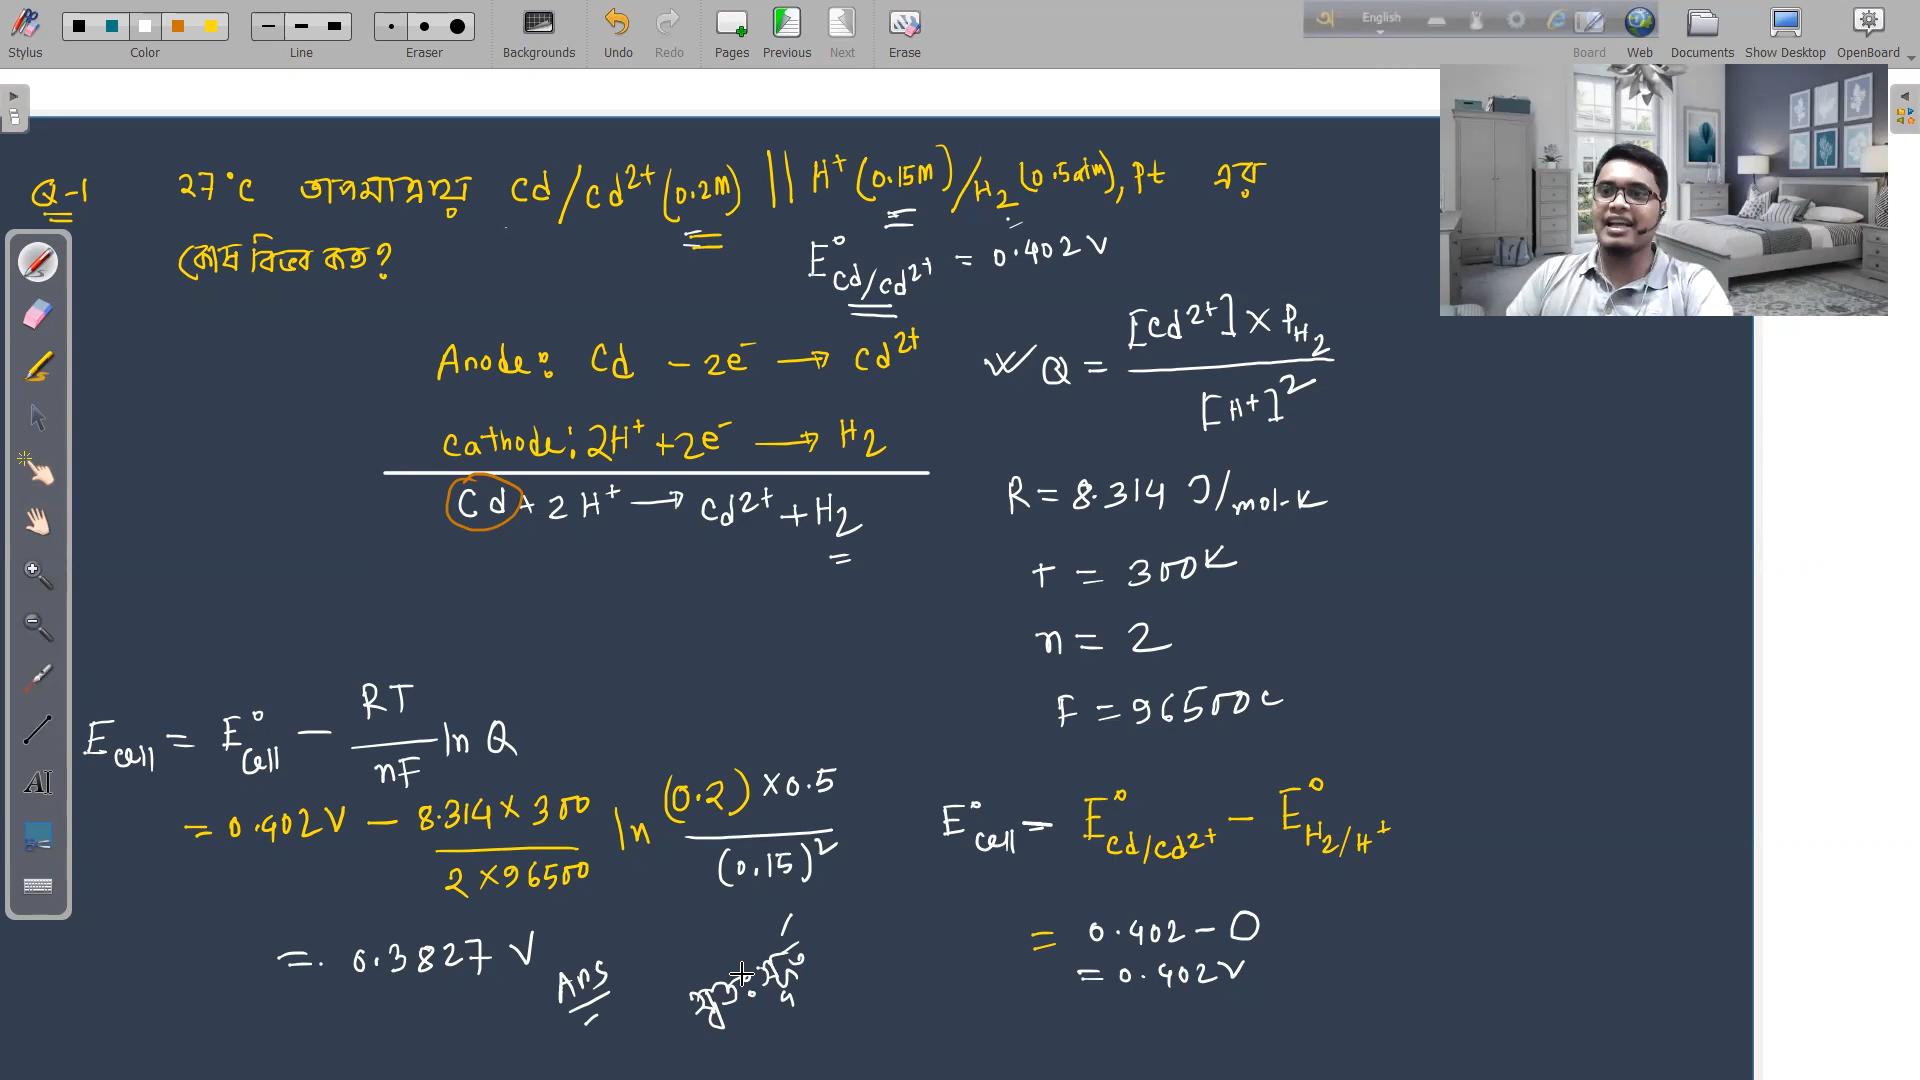 Stylus Color Line Eraser Backgrounds Undo Redo Pages Previous Next Erase English Board Web Documents Show Desktop OpenBoard
Q-1 27°C তাপমাত্রায় Cd/Cd2+ (0.2M) || H+ (0.15M)/H2 (0.5atm), Pt এর
কোষ বিভব কত?
E°Cd/Cd2+ = 0.402 V
Anode: Cd - 2e- → Cd2+
Cathode: 2H+ + 2e- → H2
Cd + 2H+ → Cd2+ + H2
Q = [Cd2+] × PH2 / [H+]2
R = 8.314 J/mol-K
T = 300K
n = 2
F = 96500C
Ecell = E°cell - RT/nF ln Q
= 0.402V - 8.314 × 300 / 2 × 96500 ln (0.2) × 0.5 / (0.15)2
= 0.3827 V
Ans
E°cell = E°Cd/Cd2+ - E°H2/H+
= 0.402 - 0
= 0.402V
AI